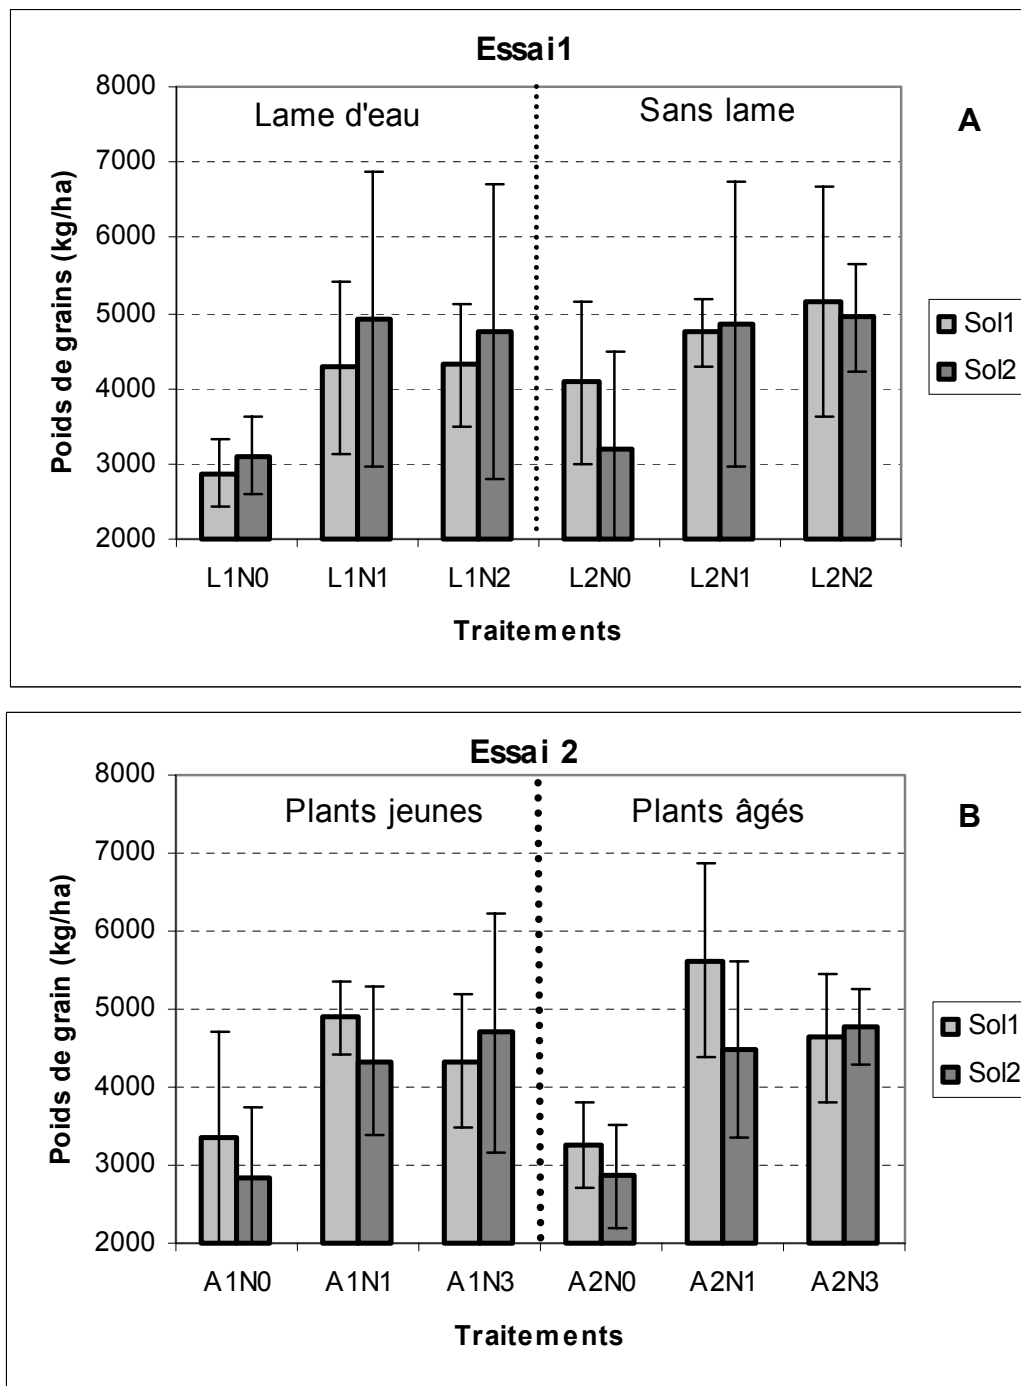 Essai1
8000
Lame d'eau
Sans lame
A
7000
6000
5000
4000
3000
2000
Poids de grains (kg/ha)
Sol1
Sol2
L1N0 L1N1 L1N2 L2N0 L2N1 L2N2
Traitements
Essai 2
8000
Plants jeunes
Plants âgés
B
7000
6000
5000
4000
3000
2000
Poids de grain (kg/ha)
Sol1
Sol2
A1N0 A1N1 A1N3 A2N0 A2N1 A2N3
Traitements